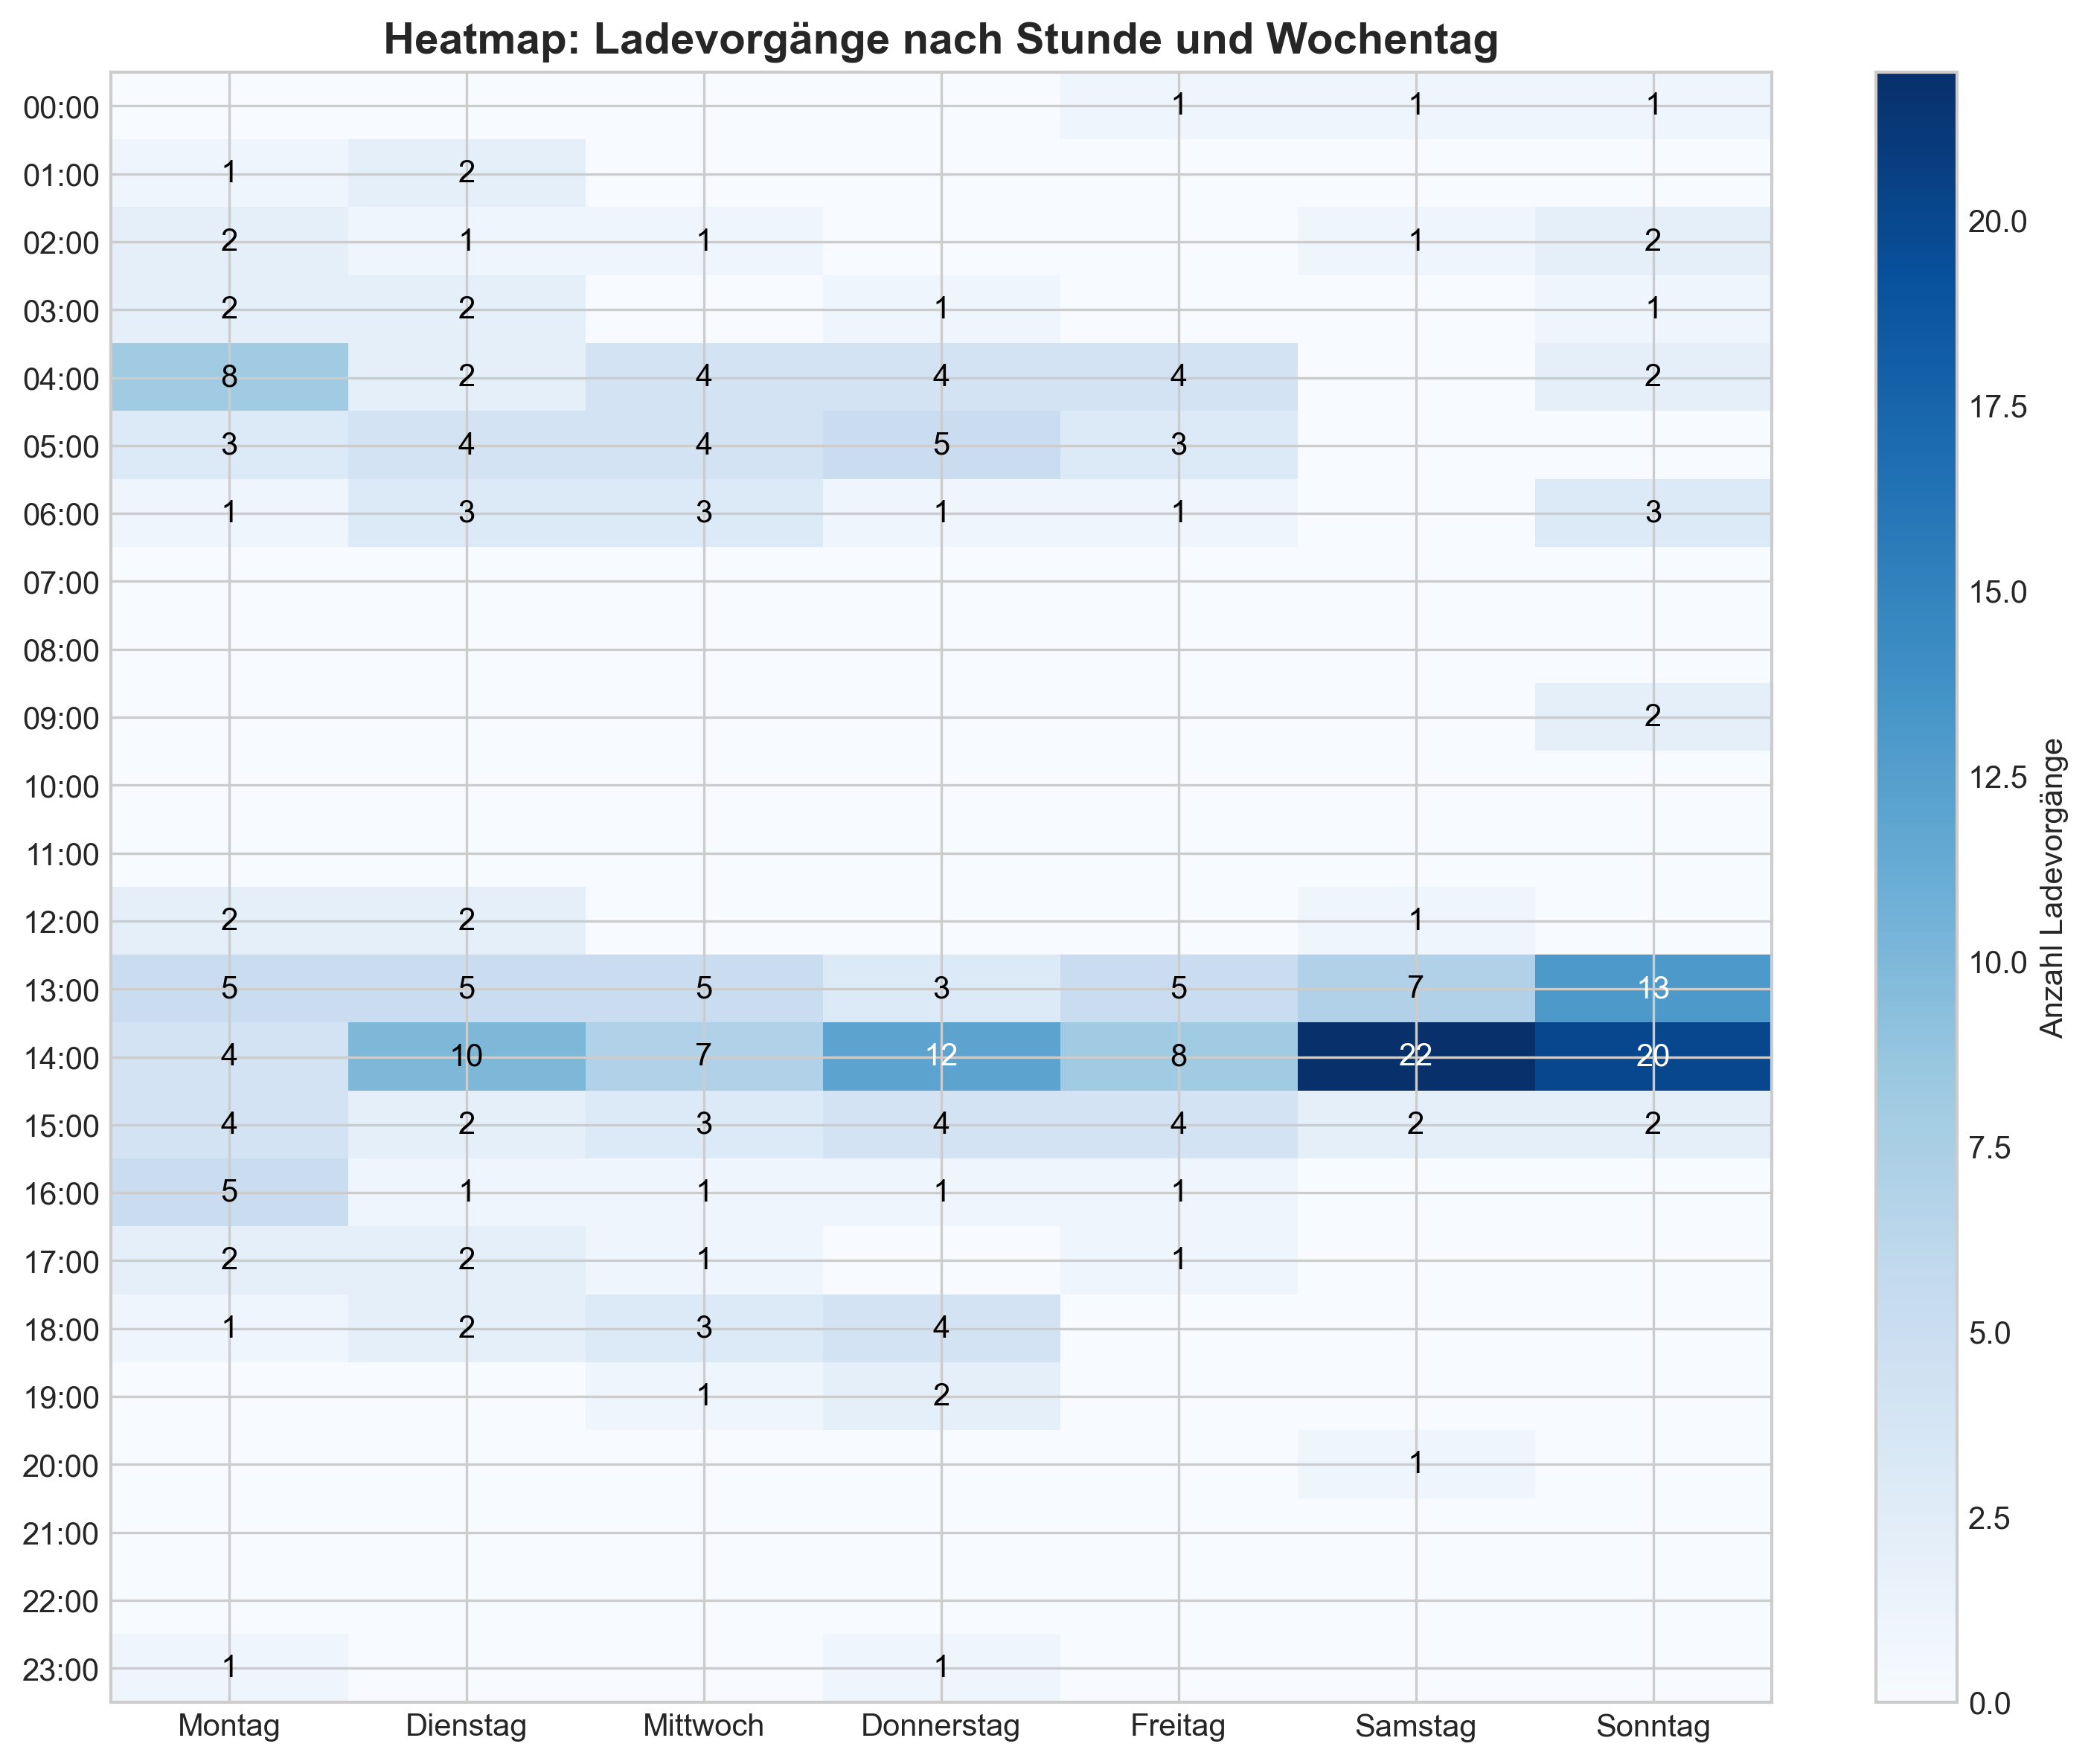 Heatmap: Ladevorgänge nach Stunde und Wochentag
00:00 1 1 1
01:00 1 2
02:00 2 1 1 1 2
03:00 2 2 1 1
04:00 8 2 4 4 4 2
05:00 3 4 4 5 3
06:00 1 3 3 1 1 3
07:00
08:00
09:00 2
10:00
11:00
12:00 2 2 1
13:00 5 5 5 3 5 7 13
14:00 4 10 7 12 8 22 20
15:00 4 2 3 4 4 2 2
16:00 5 1 1 1 1
17:00 2 2 1 1
18:00 1 2 3 4
19:00 1 2
20:00 1
21:00
22:00
23:00 1 1
Montag Dienstag Mittwoch Donnerstag Freitag Samstag Sonntag
20.0
17.5
15.0
12.5
10.0
7.5
5.0
2.5
0.0
Anzahl Ladevorgänge